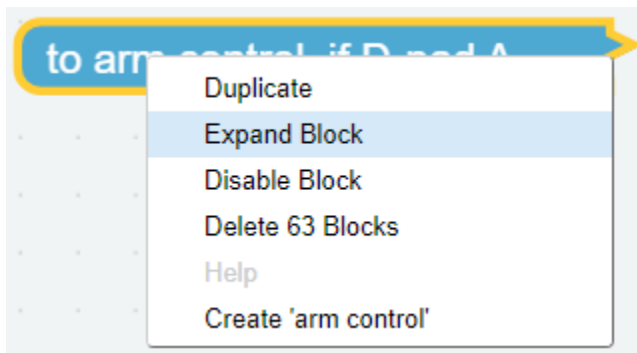 to arm control if D-pad A
Duplicate
Expand Block
Disable Block
Delete 63 Blocks
Help
Create 'arm control'